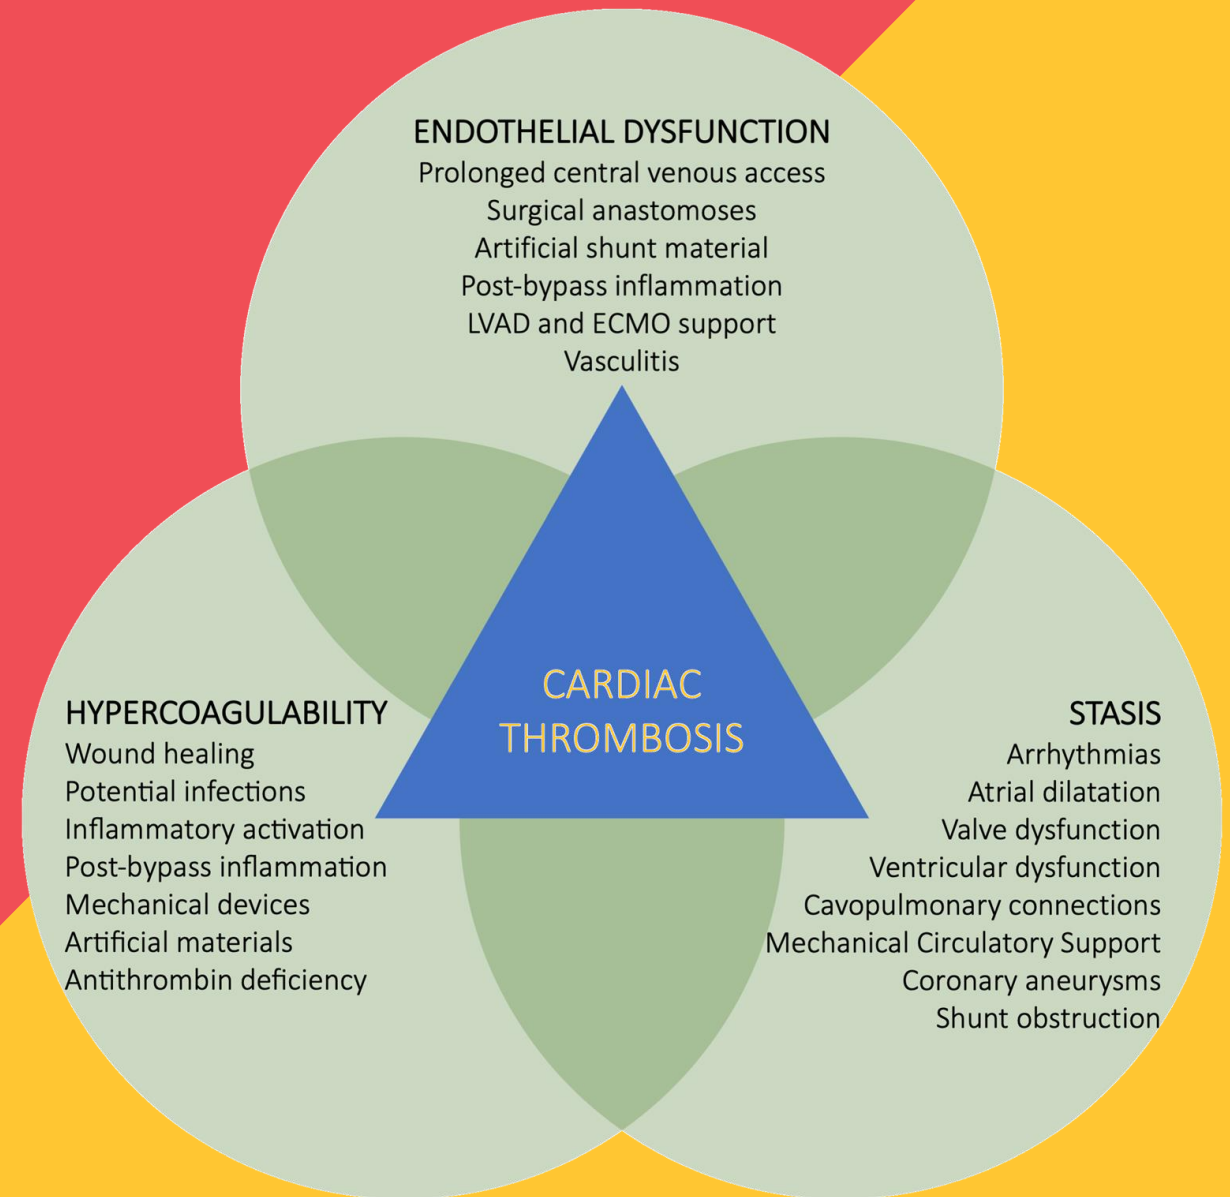 ENDOTHELIAL DYSFUNCTION
Prolonged central venous access
Surgical anastomoses
Artificial shunt material
Post-bypass inflammation
LVAD and ECMO support
Vasculitis
CARDIAC
THROMBOSIS
HYPERCOAGULABILITY
Wound healing
Potential infections
Inflammatory activation
Post-bypass inflammation
Mechanical devices
Artificial materials
Antithrombin deficiency
STASIS
Arrhythmias
Atrial dilatation
Valve dysfunction
Ventricular dysfunction
Cavopulmonary connections
Mechanical Circulatory Support
Coronary aneurysms
Shunt obstruction